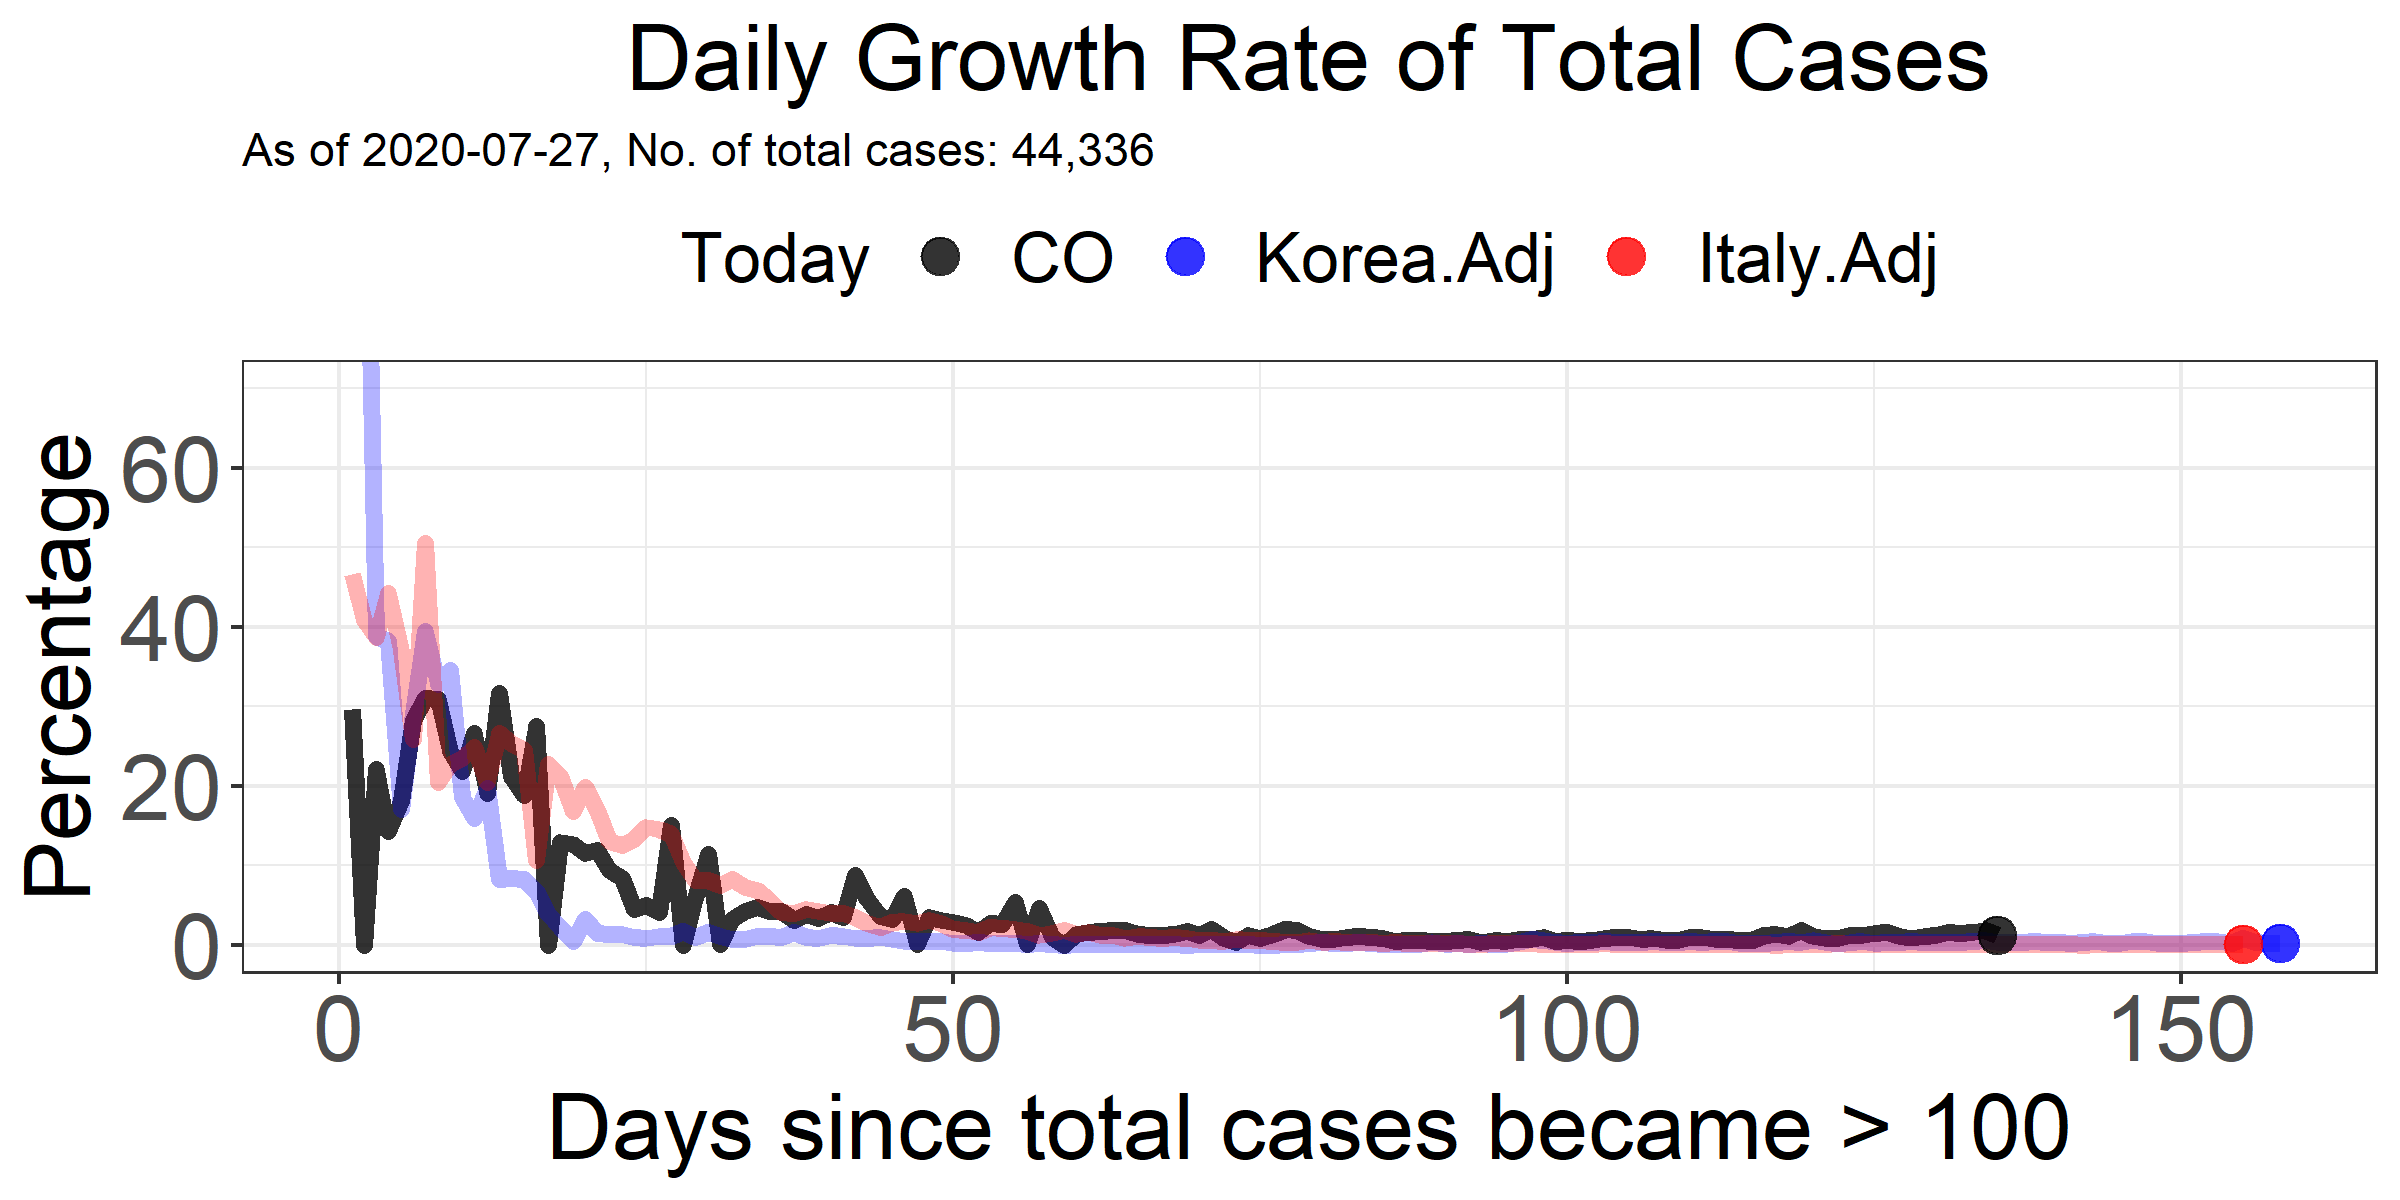 Daily Growth Rate of Total Cases
As of 2020-07-27, No. of total cases: 44,336
Today CO Korea.Adj Italy.Adj
Percentage
60
40
20
0
0 50 100 150
Days since total cases became > 100